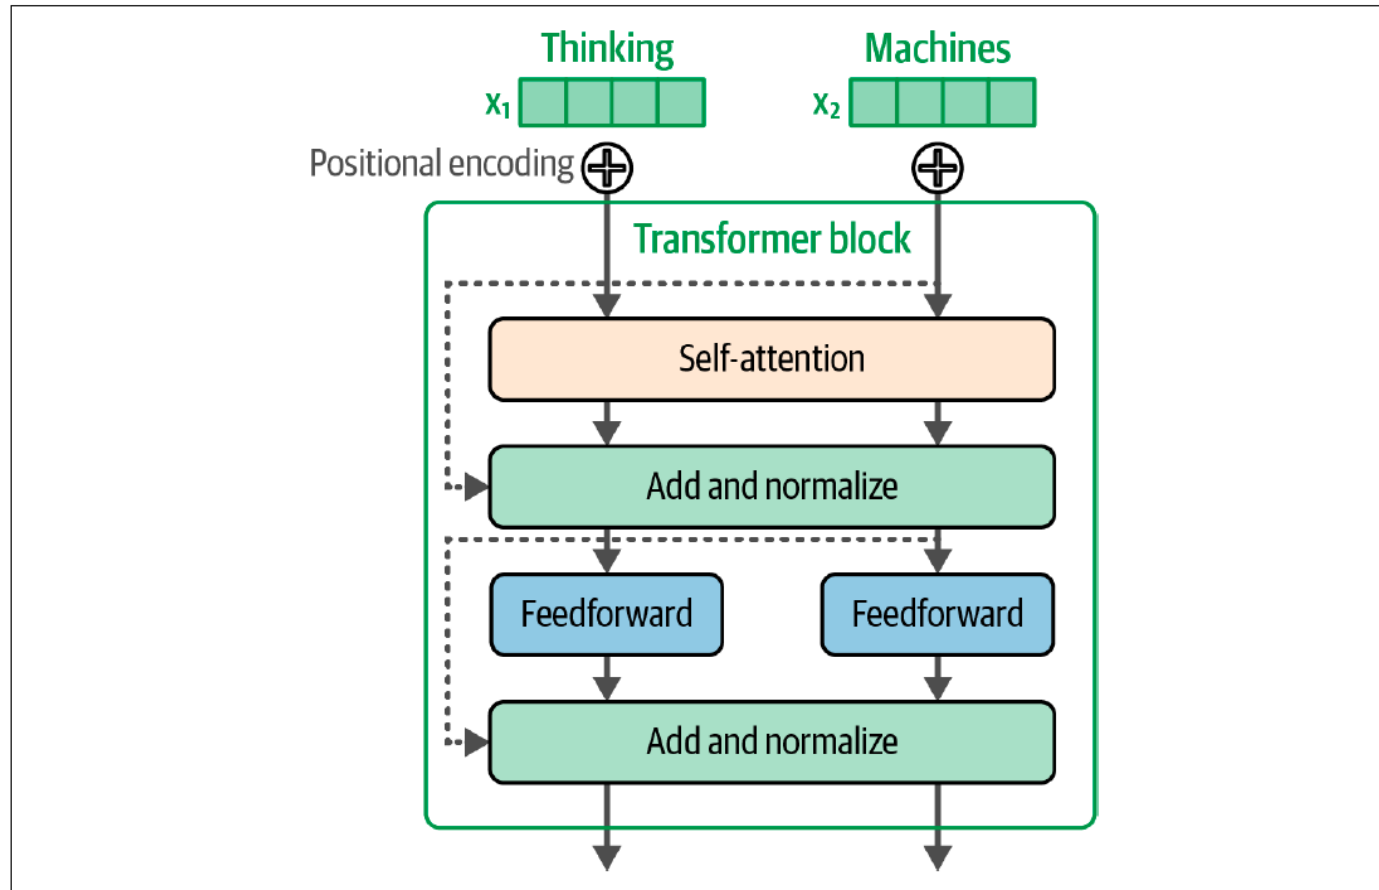 Thinking Machines
x₁ x₂
Positional encoding
Transformer block
Self-attention
Add and normalize
Feedforward Feedforward
Add and normalize